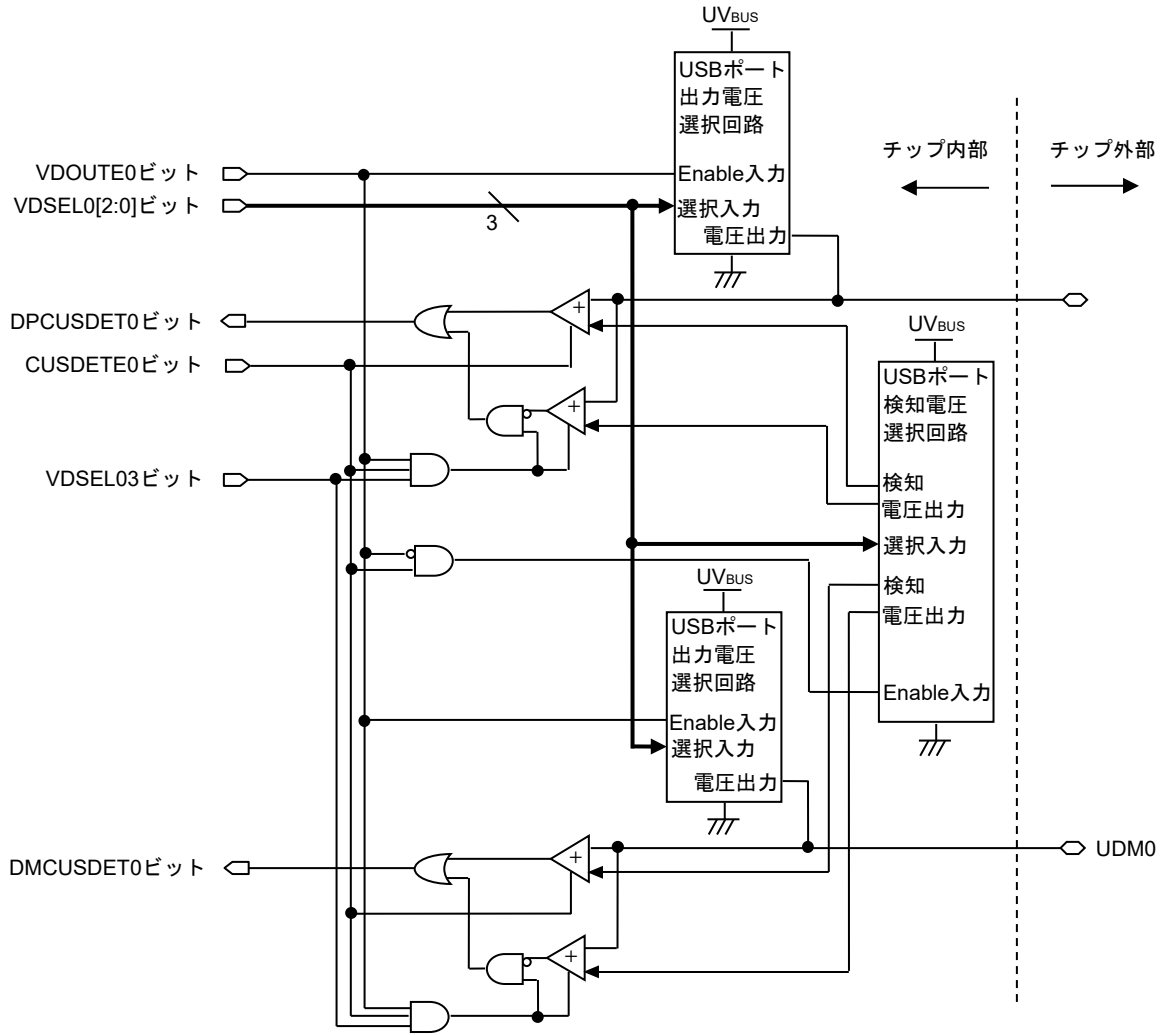 UVBUS
USBポート
出力電圧
選択回路
チップ内部
チップ外部
VDOUTE0ビット
Enable入力
VDSEL0[2:0]ビット
3
選択入力
電圧出力
DPCUSDET0ビット
+
UVBUS
CUSDETE0ビット
USBポート
検知電圧
選択回路
+
VDSEL03ビット
検知
電圧出力
選択入力
UVBUS
検知
電圧出力
USBポート
出力電圧
選択回路
Enable入力
Enable入力
選択入力
電圧出力
DMCUSDET0ビット
+
UDM0
+